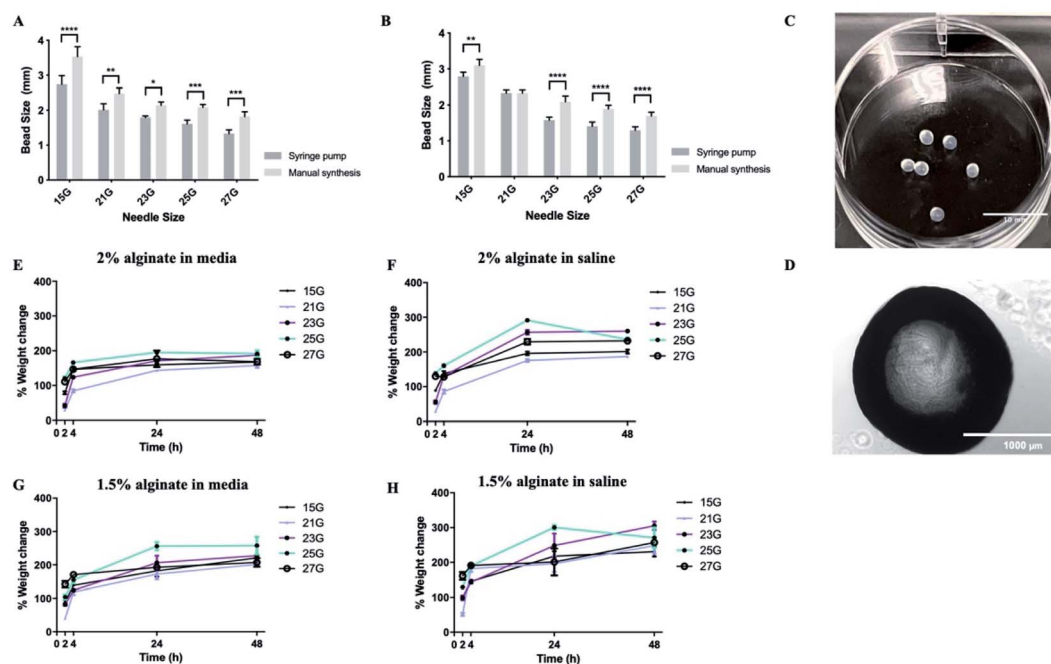 A
****
**
*
***
***
Bead Size (mm)
4
3
2
1
0
15G
21G
23G
25G
27G
Needle Size
Syringe pump
Manual synthesis
B
**
****
****
****
Bead Size (mm)
4
3
2
1
0
15G
21G
23G
25G
27G
Needle Size
Syringe pump
Manual synthesis
C
10 mm
D
1000 µm
E
2% alginate in media
% Weight change
400
300
200
100
0
0 2 4 24 48
Time (h)
15G
21G
23G
25G
27G
F
2% alginate in saline
% Weight change
400
300
200
100
0
0 2 4 24 48
Time (h)
15G
21G
23G
25G
27G
G
1.5% alginate in media
% Weight change
400
300
200
100
0
0 2 4 24 48
Time (h)
15G
21G
23G
25G
27G
H
1.5% alginate in saline
% Weight change
400
300
200
100
0
0 2 4 24 48
Time (h)
15G
21G
23G
25G
27G